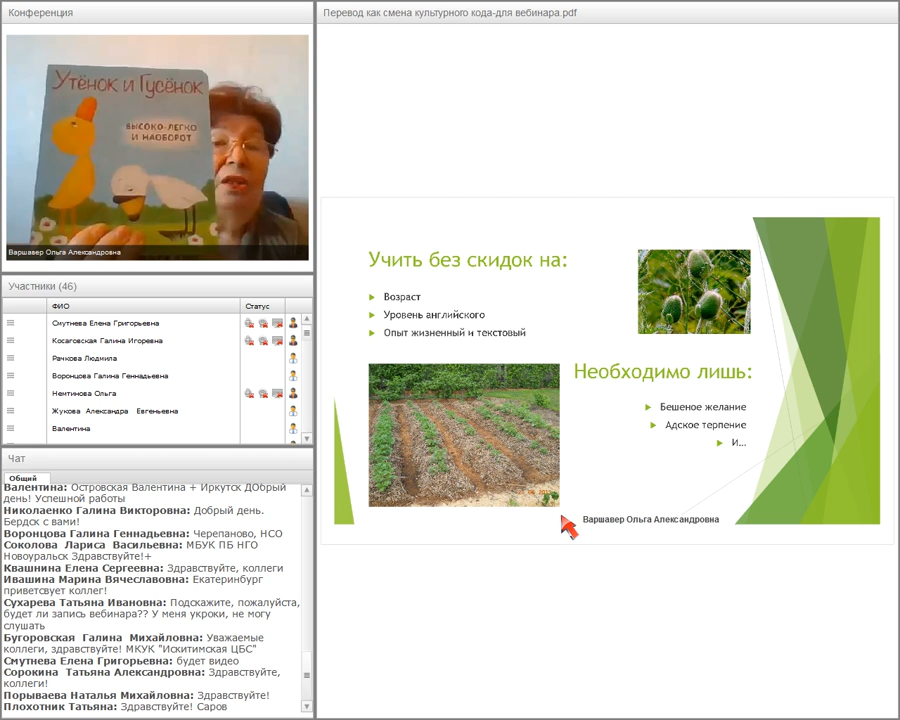 Конференция
Утёнок и Гусёнок
ВЫСОКО-ЛЕГКО
И НАОБОРОТ
Варшавер Ольга Александровна
Участники (46)
ФИО Статус
Смутнева Елена Григорьевна
Косаговская Галина Игоревна
Рачкова Людмила
Воронцова Галина Геннадьевна
Немтинова Ольга
Жукова Александра Евгеньевна
Валентина
Чат
Общий
Валентина: Островская Валентина + Иркутск ДОбрый
день! Успешной работы
Николаенко Галина Викторовна: Добрый день.
Бердск с вами!
Воронцова Галина Геннадьевна: Черепаново, НСО
Соколова Лариса Васильевна: МБУК ПБ НГО
Новоуральск Здравствуйте!+
Квашнина Елена Сергеевна: Здравствуйте, коллеги
Ивашина Марина Вячеславовна: Екатеринбург
приветсвует коллег!
Сухарева Татьяна Ивановна: Подскажите, пожалуйста,
будет ли запись вебинара?? У меня укроки, не могу
слушать
Бугоровская Галина Михайловна: Уважаемые
коллеги, здравствуйте! МКУК "Искитимская ЦБС"
Смутнева Елена Григорьевна: будет видео
Сорокина Татьяна Александровна: Здравствуйте,
коллеги!
Порываева Наталья Михайловна: Здравствуйте!
Плохотник Татьяна: Здравствуйте! Саров
Перевод как смена культурного кода-для вебинара.pdf
Учить без скидок на:
Возраст
Уровень английского
Опыт жизненный и текстовый
Необходимо лишь:
Бешеное желание
Адское терпение
И…
Варшавер Ольга Александровна